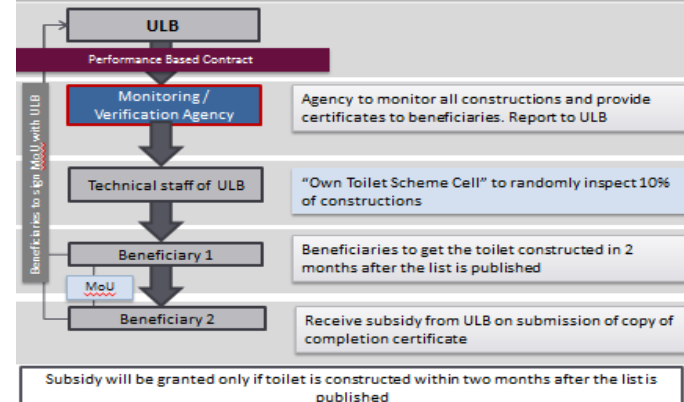 ULB
Performance Based Contract
Beneficiaries to sign MoU with ULB
Monitoring /
Verification Agency
Agency to monitor all constructions and provide
certificates to beneficiaries. Report to ULB
Technical staff of ULB
“Own Toilet Scheme Cell” to randomly inspect 10%
of constructions
Beneficiary 1
Beneficiaries to get the toilet constructed in 2
months after the list is published
MoU
Beneficiary 2
Receive subsidy from ULB on submission of copy of
completion certificate
Subsidy will be granted only if toilet is constructed within two months after the list is
published